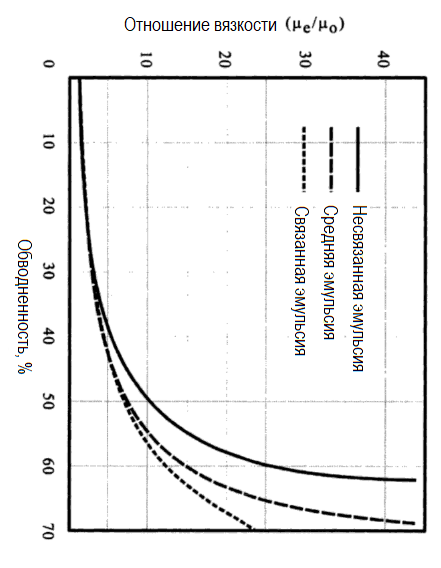 Отношение вязкости (μe/μo)
0 10 20 30 40
10
20
30
40
50
60
70
Обводненность, %
Несвязанная эмульсия
Средняя эмульсия
Связанная эмульсия